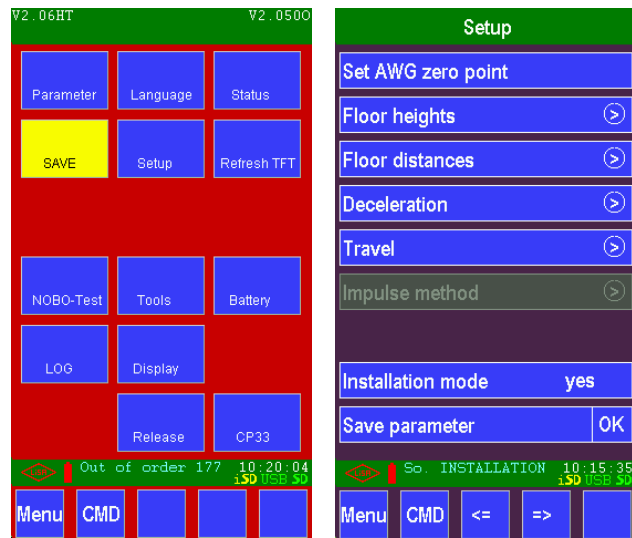 V2.06HT V2.0500
Parameter Language Status
SAVE Setup Refresh TFT
NOBO-Test Tools Battery
LOG Display
Release CP33
Out of order 177 10:20:04
iSD USB SD
Menu CMD
Setup
Set AWG zero point
Floor heights >
Floor distances >
Deceleration >
Travel >
Impulse method >
Installation mode yes
Save parameter OK
So. INSTALLATION 10:15:35
iSD USB SD
Menu CMD <= =>